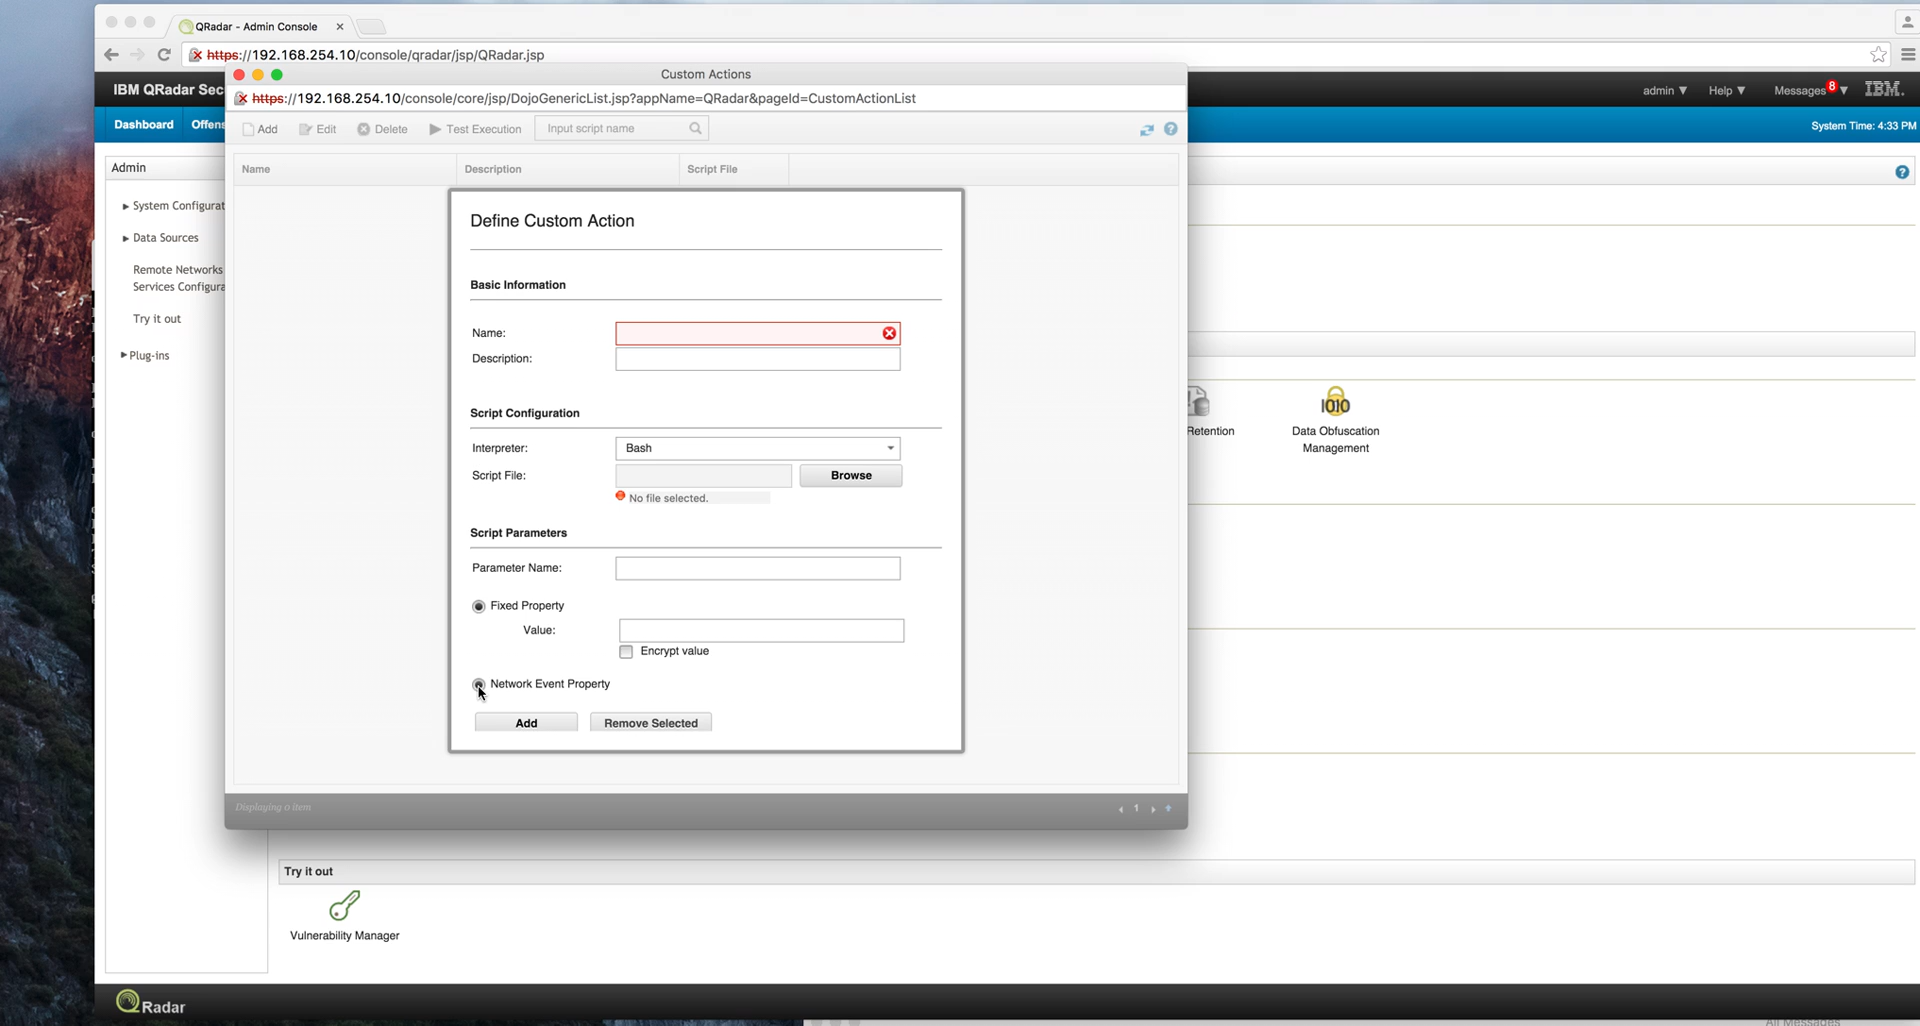 QRadar - Admin Console
https://192.168.254.10/console/qradar/jsp/QRadar.jsp
Custom Actions
IBM QRadar Sec
admin ▼ Help ▼ Messages 8 ▼ IBM.
https://192.168.254.10/console/core/jsp/DojoGenericList.jsp?appName=QRadar&pageId=CustomActionList
Dashboard Offens
System Time: 4:33 PM
Add Edit Delete Test Execution Input script name
Admin
Name Description Script File
System Configurat
Data Sources
Remote Networks
Services Configura
Try it out
Plug-ins
Define Custom Action
Basic Information
Name:
Description:
Script Configuration
Interpreter: Bash
Script File: Browse
No file selected.
Script Parameters
Parameter Name:
Fixed Property
Value:
Encrypt value
Network Event Property
Add Remove Selected
Retention
Data Obfuscation
Management
Displaying 0 item
1
Try it out
Vulnerability Manager
QRadar
All Messages